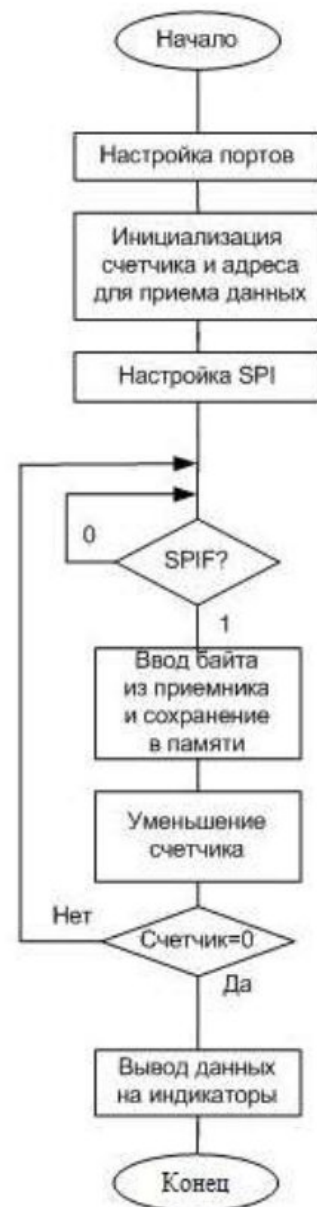 Начало
Настройка портов
Инициализация
счетчика и адреса
для приема данных
Настройка SPI
0
SPIF?
1
Ввод байта
из приемника
и сохранение
в памяти
Уменьшение
счетчика
Нет
Счетчик=0
Да
Вывод данных
на индикаторы
Конец